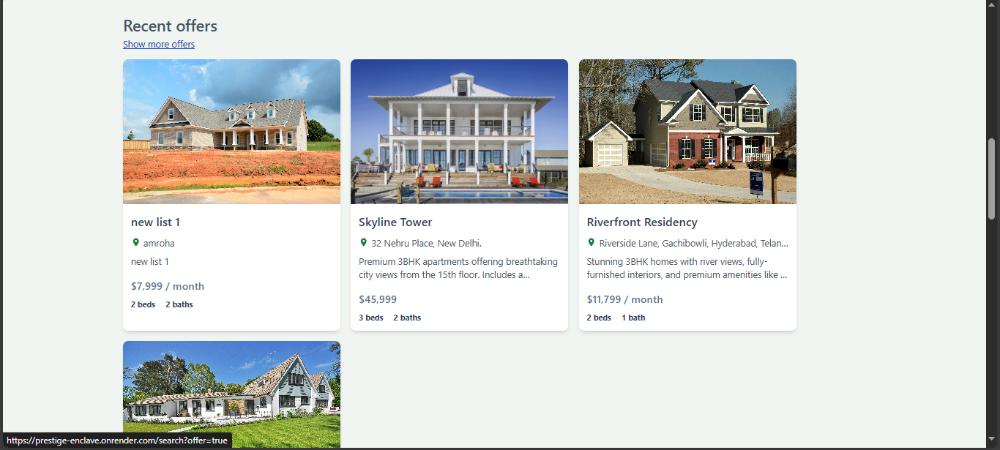 Recent offers
Show more offers
new list 1
amroha
new list 1
$7,999 / month
2 beds 2 baths
Skyline Tower
32 Nehru Place, New Delhi.
Premium 3BHK apartments offering breathtaking
city views from the 15th floor. Includes a...
$45,999
3 beds 2 baths
Riverfront Residency
Riverside Lane, Gachibowli, Hyderabad, Telan...
Stunning 3BHK homes with river views, fully-
furnished interiors, and premium amenities like ...
$11,799 / month
2 beds 1 bath
https://prestige-enclave.onrender.com/search?offer=true